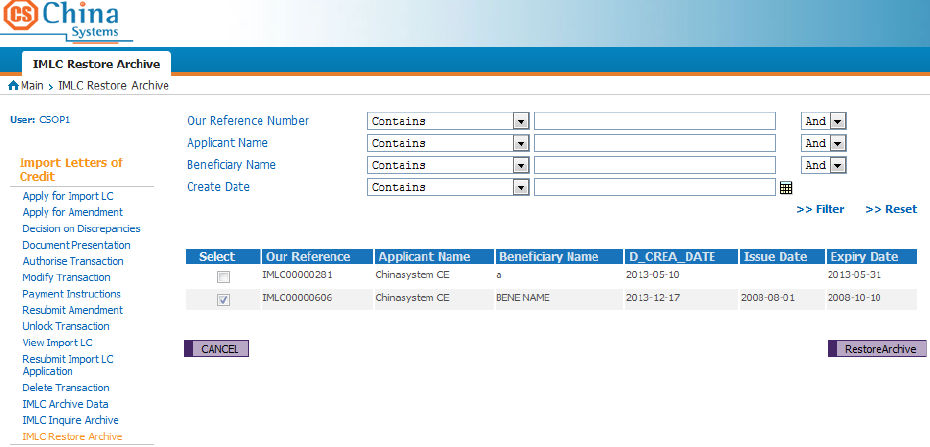 CS China
Systems
IMLC Restore Archive
Main > IMLC Restore Archive
User: CSOP1
Import Letters of
Credit
Apply for Import LC
Apply for Amendment
Decision on Discrepancies
Document Presentation
Authorise Transaction
Modify Transaction
Payment Instructions
Resubmit Amendment
Unlock Transaction
View Import LC
Resubmit Import LC
Application
Delete Transaction
IMLC Archive Data
IMLC Inquire Archive
IMLC Restore Archive
Our Reference Number Contains And
Applicant Name Contains And
Beneficiary Name Contains And
Create Date Contains
>> Filter >> Reset
Select Our Reference Applicant Name Beneficiary Name D_CREA_DATE Issue Date Expiry Date
IMLC00000281 Chinasystem CE a 2013-05-10 2013-05-31
IMLC00000606 Chinasystem CE BENE NAME 2013-12-17 2008-08-01 2008-10-10
CANCEL RestoreArchive